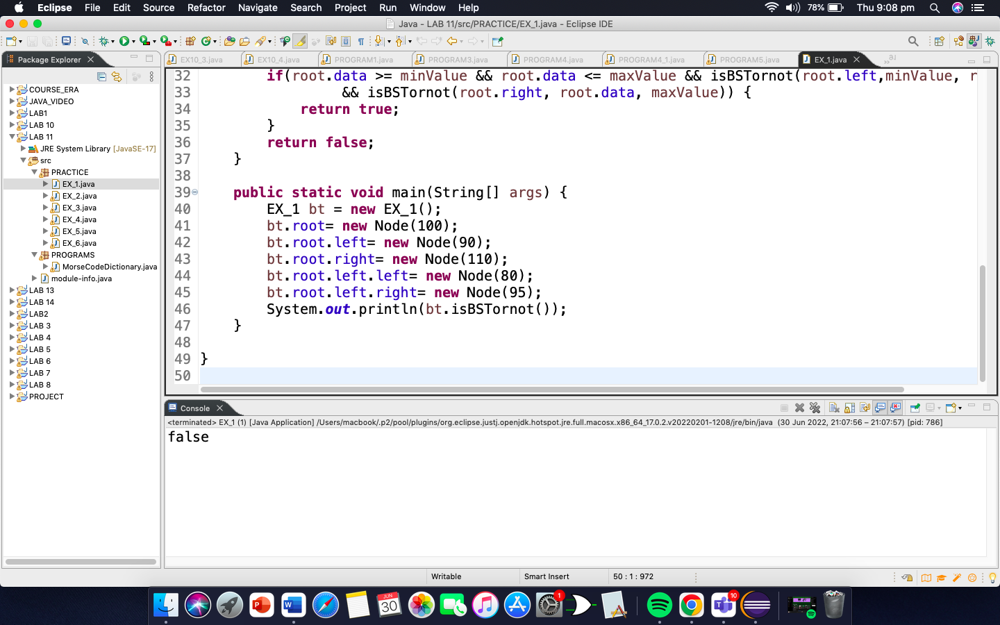 Eclipse File Edit Source Refactor Navigate Search Project Run Window Help 78% Thu 9:08 pm
Java - LAB 11/src/PRACTICE/EX_1.java - Eclipse IDE
Package Explorer
EX10_3.java EX10_4.java PROGRAM1.java PROGRAM3.java PROGRAM4.java PROGRAM4_1.java PROGRAM5.java EX_1.java
COURSE_ERA
JAVA_VIDEO
LAB1
LAB 10
LAB 11
JRE System Library [JavaSE-17]
src
PRACTICE
EX_1.java
EX_2.java
EX_3.java
EX_4.java
EX_5.java
EX_6.java
PROGRAMS
MorseCodeDictionary.java
module-info.java
LAB 13
LAB 14
LAB2
LAB 3
LAB 4
LAB 5
LAB 6
LAB 7
LAB 8
PROJECT
32 if(root.data >= minValue && root.data <= maxValue && isBSTornot(root.left,minValue, r
33 && isBSTornot(root.right, root.data, maxValue)) {
34 return true;
35 }
36 return false;
37 }
38
39 public static void main(String[] args) {
40 EX_1 bt = new EX_1();
41 bt.root= new Node(100);
42 bt.root.left= new Node(90);
43 bt.root.right= new Node(110);
44 bt.root.left.left= new Node(80);
45 bt.root.left.right= new Node(95);
46 System.out.println(bt.isBSTornot());
47 }
48
49 }
50
Console
<terminated> EX_1 (1) [Java Application] /Users/macbook/.p2/pool/plugins/org.eclipse.justj.openjdk.hotspot.jre.full.macosx.x86_64_17.0.2.v20220201-1208/jre/bin/java (30 Jun 2022, 21:07:56 – 21:07:57) [pid: 786]
false
Writable Smart Insert 50 : 1 : 972
JUN
30
1
10